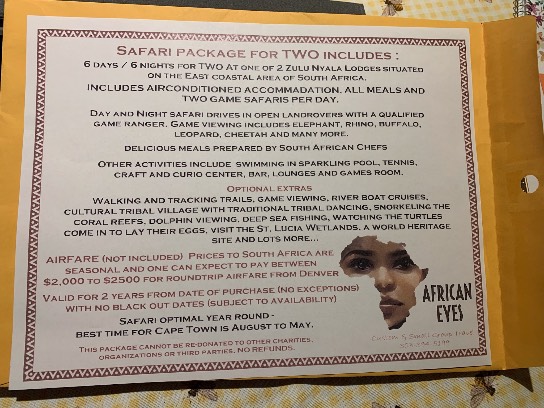 SAFARI PACKAGE FOR TWO INCLUDES :
6 DAYS / 6 NIGHTS FOR TWO AT ONE OF 2 ZULU NYALA LODGES SITUATED
ON THE EAST COASTAL AREA OF SOUTH AFRICA.
INCLUDES AIRCONDITIONED ACCOMMADATION, ALL MEALS AND
TWO GAME SAFARIS PER DAY.
DAY AND NIGHT SAFARI DRIVES IN OPEN LANDROVERS WITH A QUALIFIED
GAME RANGER. GAME VIEWING INCLUDES ELEPHANT, RHINO, BUFFALO,
LEOPARD, CHEETAH AND MANY MORE.
DELICIOUS MEALS PREPARED BY SOUTH AFRICAN CHEFS
OTHER ACTIVITIES INCLUDE SWIMMING IN SPARKLING POOL, TENNIS,
CRAFT AND CURIO CENTER, BAR, LOUNGES AND GAMES ROOM.
OPTIONAL EXTRAS
WALKING AND TRACKING TRAILS, GAME VIEWING, RIVER BOAT CRUISES,
CULTURAL TRIBAL VILLAGE WITH TRADITIONAL TRIBAL DANCING, SNORKELING THE
CORAL REEFS, DOLPHIN VIEWING, DEEP SEA FISHING, WATCHING THE TURTLES
COME IN TO LAY THEIR EGGS, VISIT THE ST. LUCIA WETLANDS, A WORLD HERITAGE
SITE AND LOTS MORE...
AIRFARE (NOT INCLUDED) PRICES TO SOUTH AFRICA ARE
SEASONAL AND ONE CAN EXPECT TO PAY BETWEEN
$2,000 TO $2500 FOR ROUNDTRIP AIRFARE FROM DENVER
VALID FOR 2 YEARS FROM DATE OF PURCHASE (NO EXCEPTIONS)
WITH NO BLACK OUT DATES (SUBJECT TO AVAILABILITY)
SAFARI OPTIMAL YEAR ROUND -
BEST TIME FOR CAPE TOWN IS AUGUST TO MAY.
THIS PACKAGE CANNOT BE RE-DONATED TO OTHER CHARITIES,
ORGANIZATIONS OR THIRD PARTIES, NO REFUNDS.
AFRICAN
EYES